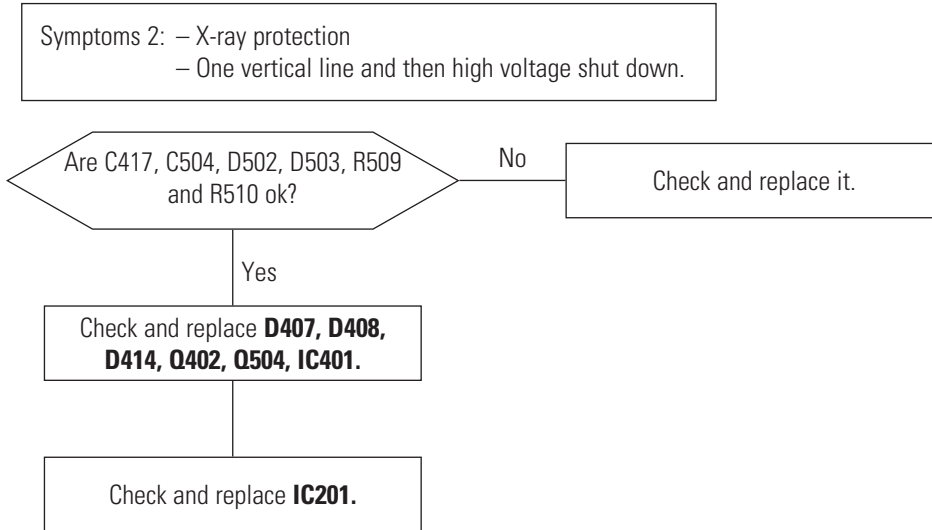 Symptoms 2: – X-ray protection
– One vertical line and then high voltage shut down.
Are C417, C504, D502, D503, R509
and R510 ok?
No
Check and replace it.
Yes
Check and replace D407, D408,
D414, Q402, Q504, IC401.
Check and replace IC201.